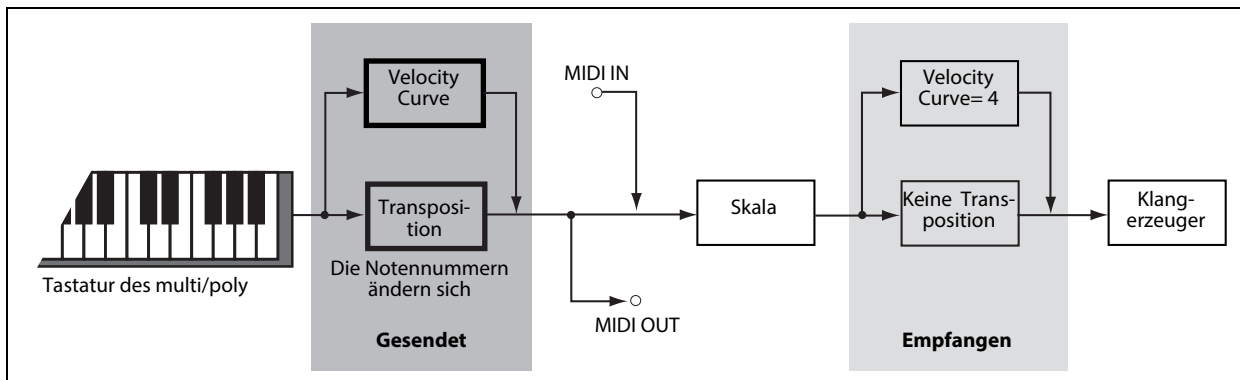 Velocity
Curve
MIDI IN
Velocity
Curve= 4
Transposi-
tion
Skala
Keine Trans-
position
Klang-
erzeuger
Tastatur des multi/poly
Die Notennummern
ändern sich
MIDI OUT
Gesendet
Empfangen